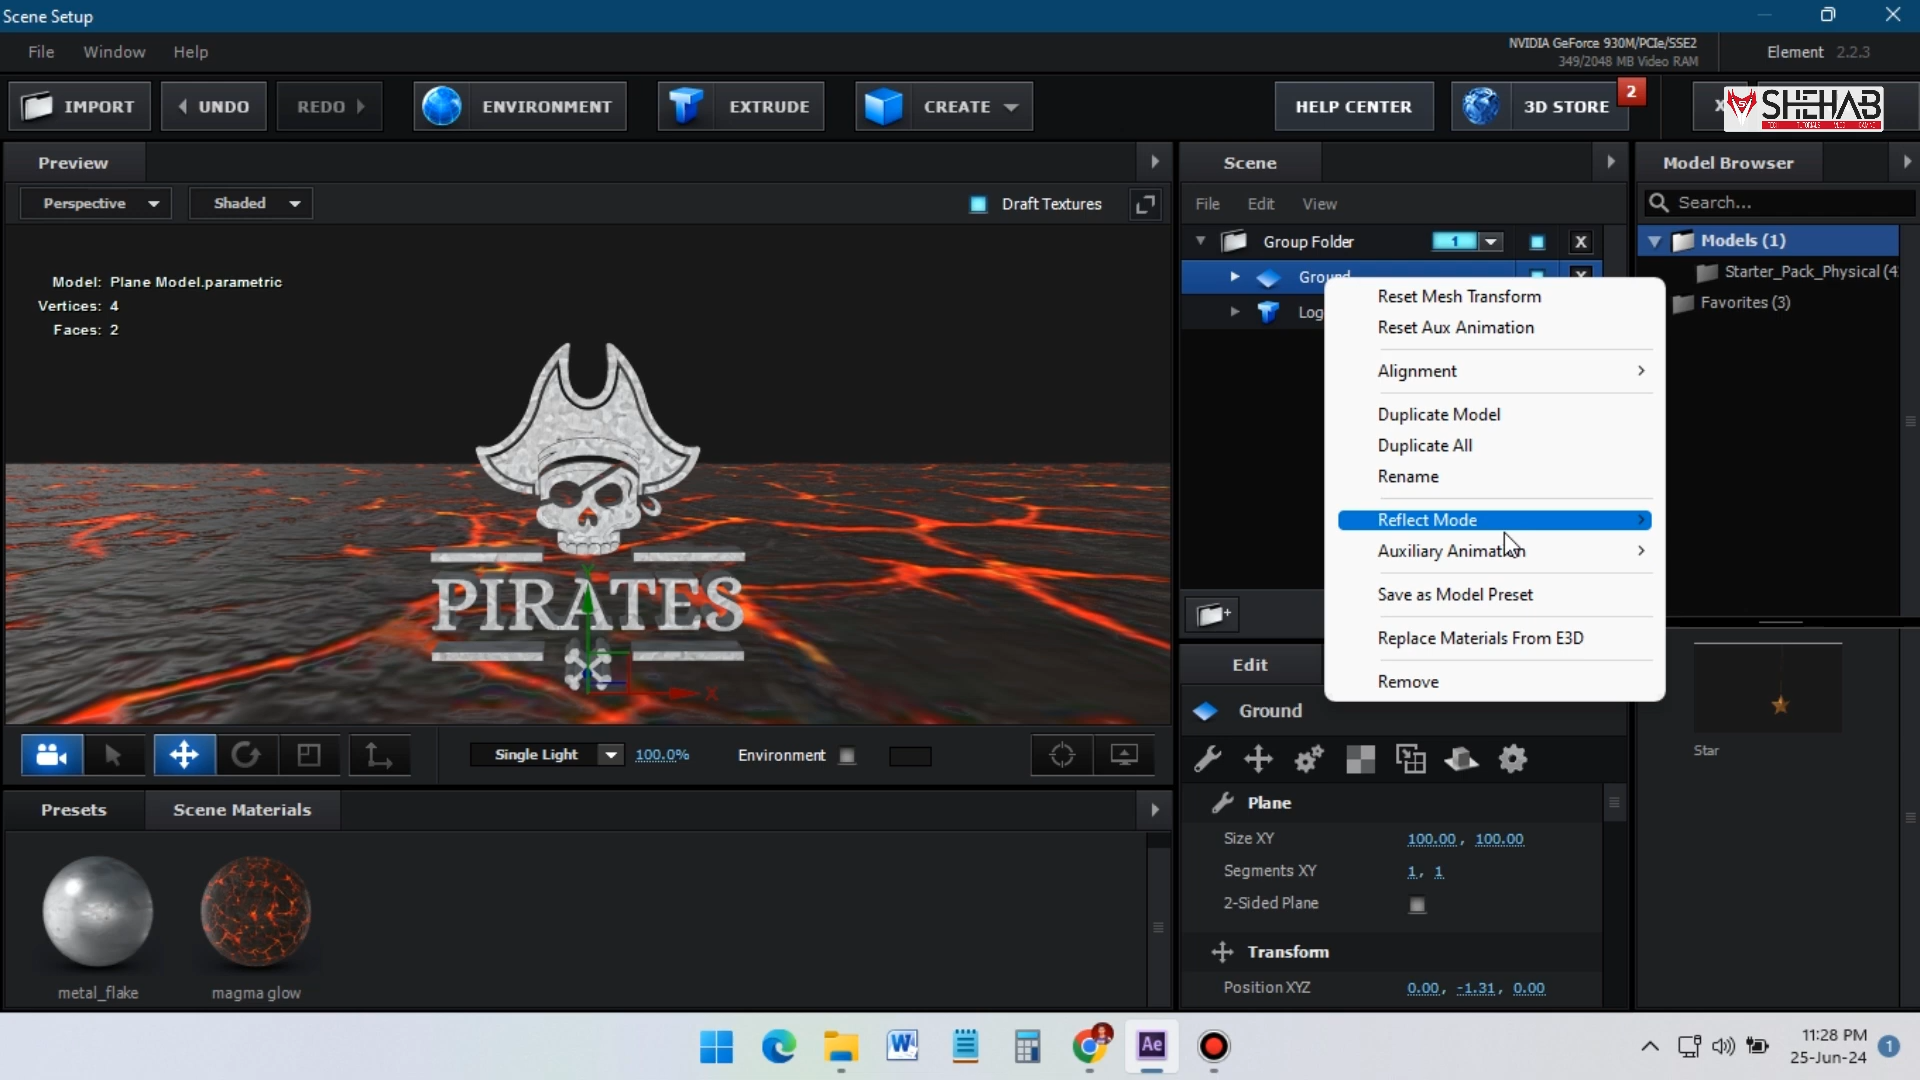 Scene Setup
File Window Help
NVIDIA GeForce 930M/PCIe/SSE2
349/2048 MB Video RAM
Element 2.2.3
IMPORT
UNDO
REDO
ENVIRONMENT
EXTRUDE
CREATE
HELP CENTER
3D STORE
2
X
SHEHAB
Preview
Perspective
Shaded
Draft Textures
Model: Plane Model.parametric
Vertices: 4
Faces: 2
PIRATES
X
Y
Single Light
100.0%
Environment
Presets
Scene Materials
metal_flake
magma glow
Scene
File Edit View
Group Folder
1
X
Ground
X
Log
Reset Mesh Transform
Reset Aux Animation
Alignment
Duplicate Model
Duplicate All
Rename
Reflect Mode
Auxiliary Animation
Save as Model Preset
Replace Materials From E3D
Remove
Edit
Ground
Plane
Size XY 100.00, 100.00
Segments XY 1, 1
2-Sided Plane
Transform
Position XYZ 0.00, -1.31, 0.00
Model Browser
Search...
Models (1)
Starter_Pack_Physical (4
Favorites (3)
Star
W
Ae
11:28 PM
25-Jun-24
1